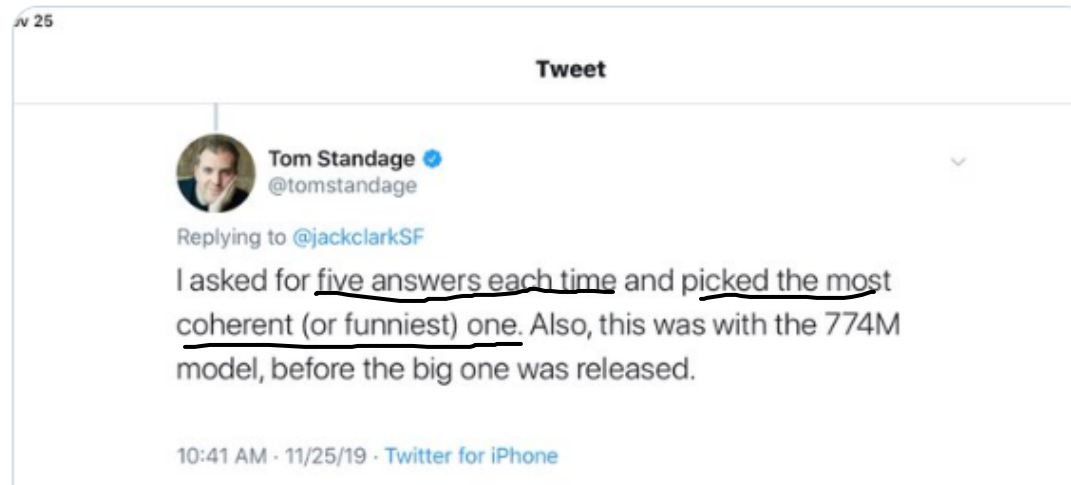 25
Tweet
Tom Standage
@tomstandage
Replying to @jackclarkSF
I asked for five answers each time and picked the most
coherent (or funniest) one. Also, this was with the 774M
model, before the big one was released.
10:41 AM · 11/25/19 · Twitter for iPhone